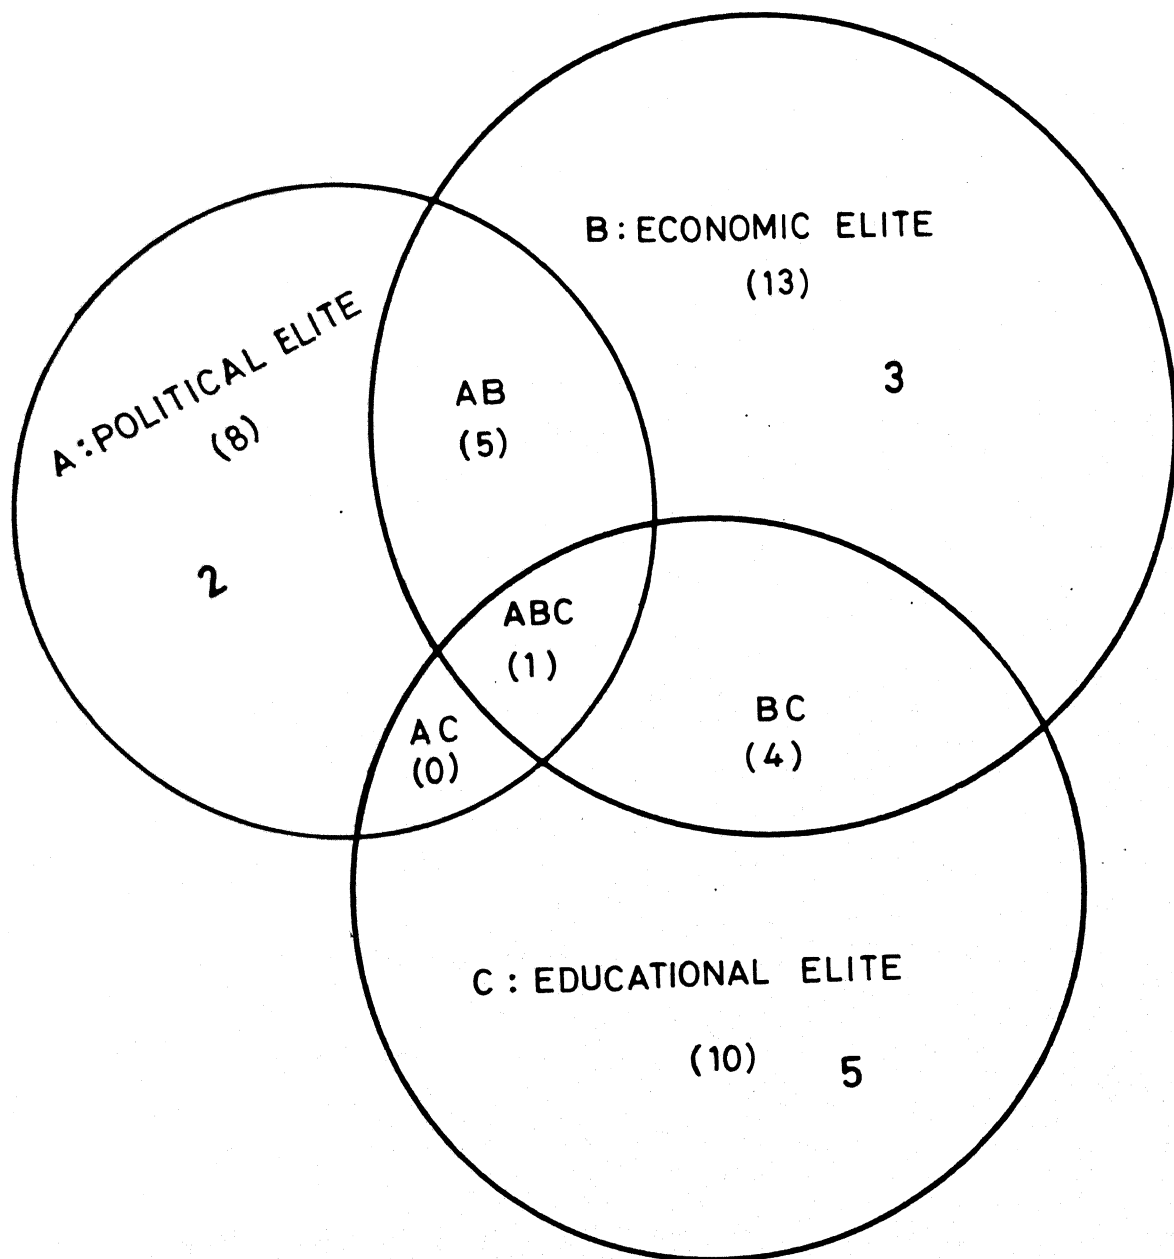 B : ECONOMIC ELITE
(13)
3
A : POLITICAL ELITE
(8)
2
AB
(5)
ABC
(1)
AC
(0)
BC
(4)
C : EDUCATIONAL ELITE
(10) 5